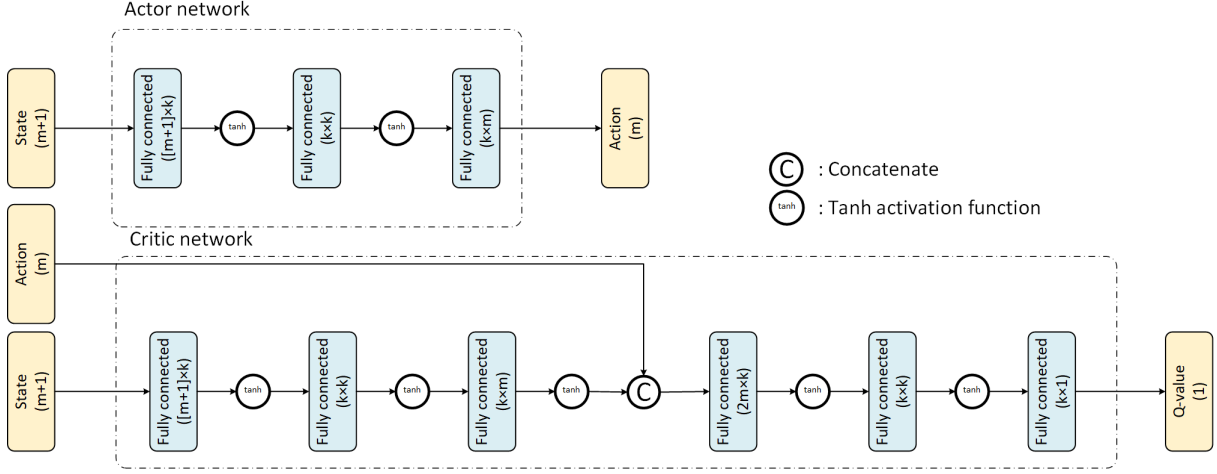 Actor network
State
(m+1)
Fully connected
([m+1]×k)
tanh
Fully connected
(k×k)
tanh
Fully connected
(k×m)
Action
(m)
C : Concatenate
tanh : Tanh activation function
Action
(m)
Critic network
State
(m+1)
Fully connected
([m+1]×k)
tanh
Fully connected
(k×k)
tanh
Fully connected
(k×m)
tanh
C
Fully connected
(2m×k)
tanh
Fully connected
(k×k)
tanh
Fully connected
(k×1)
Q-value
(1)